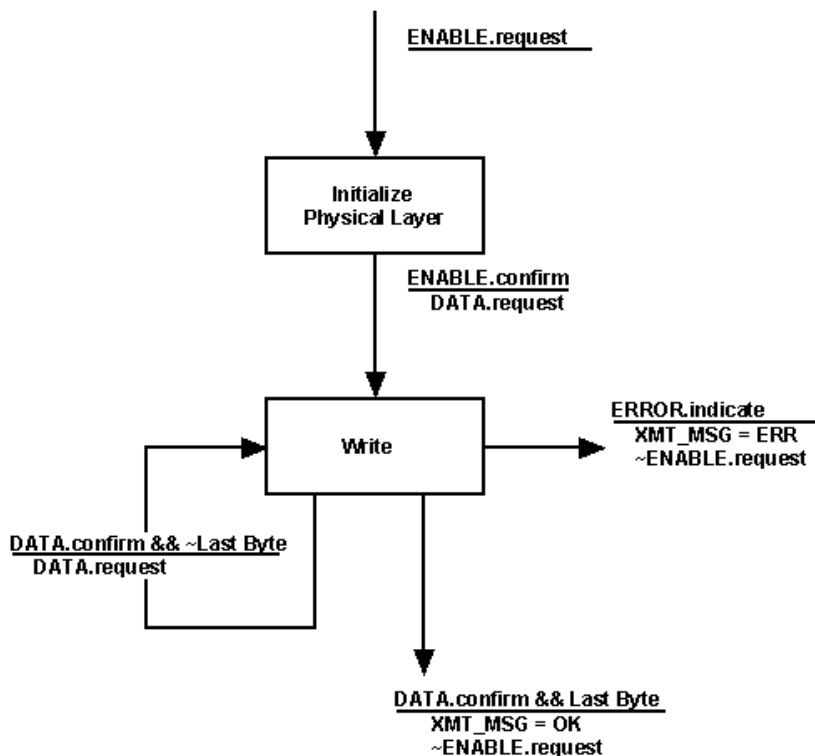 ENABLE.request
Initialize
Physical Layer
ENABLE.confirm
DATA.request
Write
ERROR.indicate
XMT_MSG = ERR
~ENABLE.request
DATA.confirm && ~Last Byte
DATA.request
DATA.confirm && Last Byte
XMT_MSG = OK
~ENABLE.request